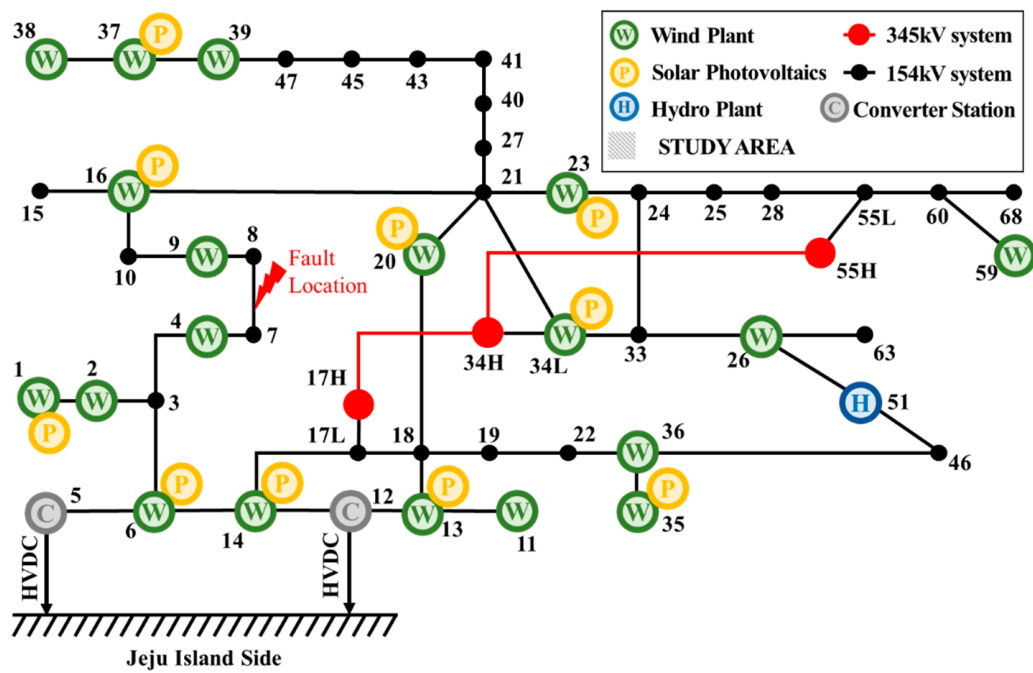 38
37
P
39
W
W
W
47
45
43
41
40
27
21
W Wind Plant
P Solar Photovoltaics
H Hydro Plant
STUDY AREA
345kV system
154kV system
C Converter Station
16
P
W
15
23
W
P
24
25
28
55L
60
68
10
9
W
8
Fault
Location
P
20
W
55H
59
W
4
W
7
34H
P
W
34L
33
26
W
63
1
W
P
2
W
3
17H
H
51
17L
18
19
22
36
W
46
5
C
P
W
6
P
W
14
12
C
P
W
13
W
11
P
W
35
HVDC
HVDC
Jeju Island Side